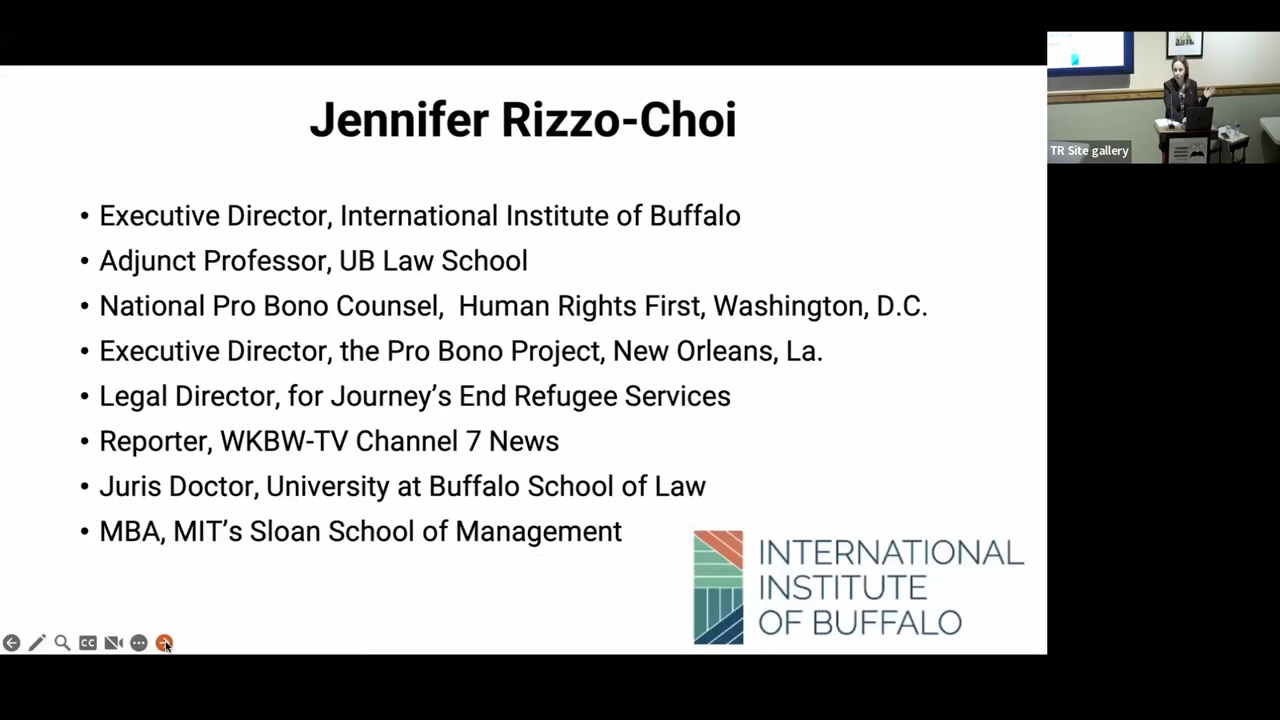 Jennifer Rizzo-Choi
• Executive Director, International Institute of Buffalo
• Adjunct Professor, UB Law School
• National Pro Bono Counsel,  Human Rights First, Washington, D.C.
• Executive Director, the Pro Bono Project, New Orleans, La.
• Legal Director, for Journey’s End Refugee Services
• Reporter, WKBW-TV Channel 7 News
• Juris Doctor, University at Buffalo School of Law
• MBA, MIT’s Sloan School of Management
INTERNATIONAL
INSTITUTE
OF BUFFALO
CC
TR Site gallery